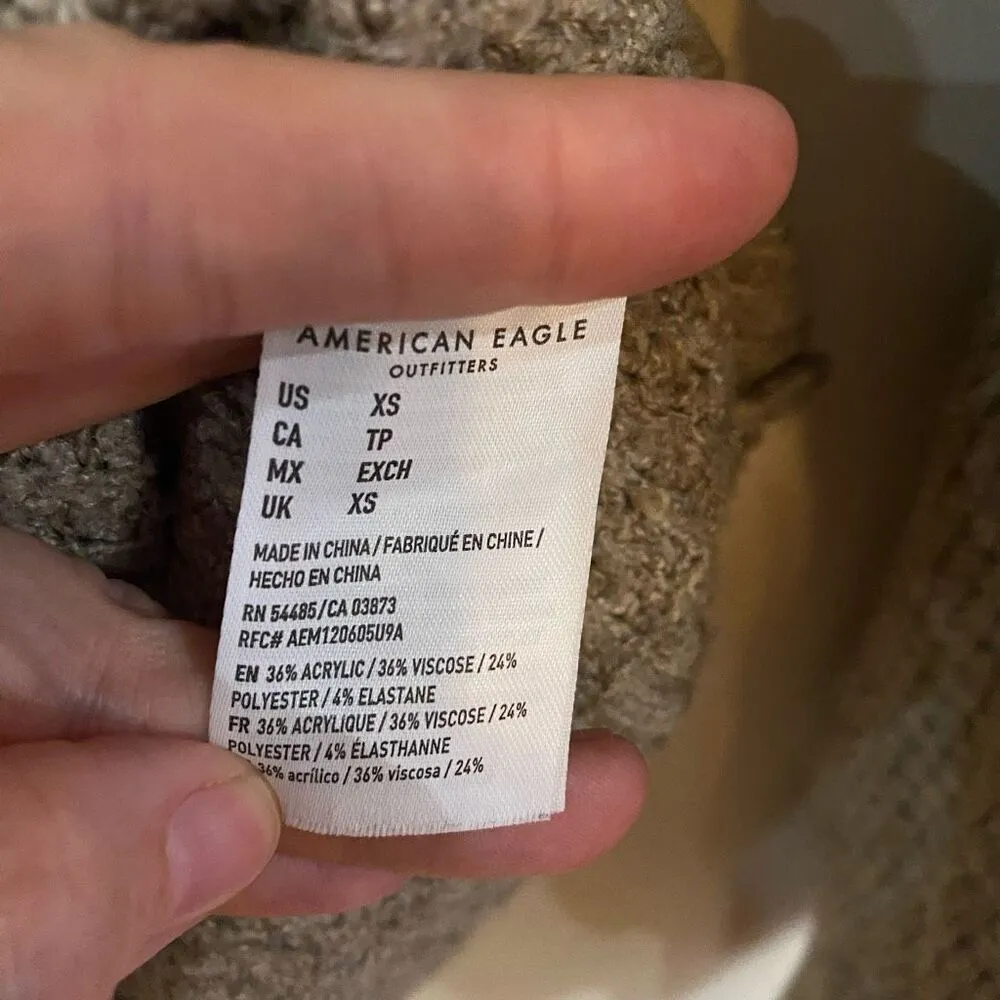 AMERICAN EAGLE
OUTFITTERS
US XS
CA TP
MX EXCH
UK XS
MADE IN CHINA / FABRIQUÉ EN CHINE /
HECHO EN CHINA
RN 54485/CA 03873
RFC# AEM120605U9A
EN 36% ACRYLIC / 36% VISCOSE / 24%
POLYESTER / 4% ELASTANE
FR 36% ACRYLIQUE / 36% VISCOSE / 24%
POLYESTER / 4% ÉLASTHANNE
36% acrílico / 36% viscosa / 24%